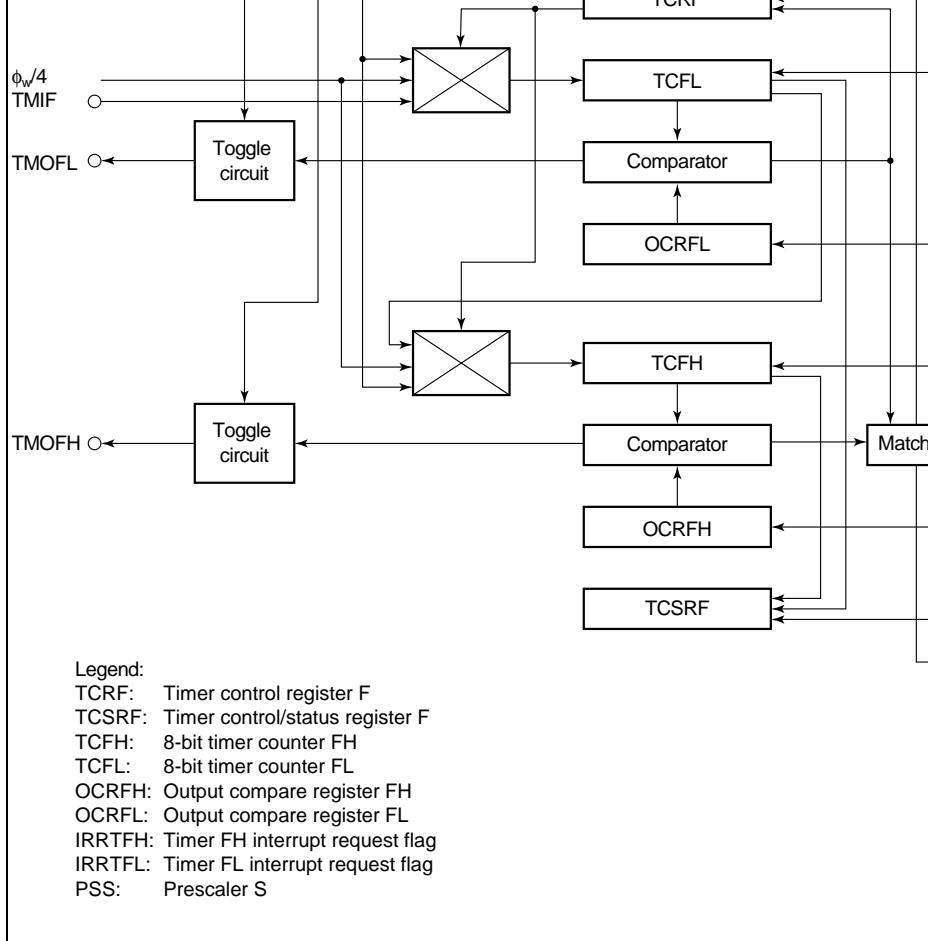 TCRF
φw/4
TMIF
TCFL
TMOFL
Toggle
circuit
Comparator
OCRFL
TCFH
TMOFH
Toggle
circuit
Comparator
Match
OCRFH
TCSRF
Legend:
TCRF: Timer control register F
TCSRF: Timer control/status register F
TCFH: 8-bit timer counter FH
TCFL: 8-bit timer counter FL
OCRFH: Output compare register FH
OCRFL: Output compare register FL
IRRTFH: Timer FH interrupt request flag
IRRTFL: Timer FL interrupt request flag
PSS: Prescaler S